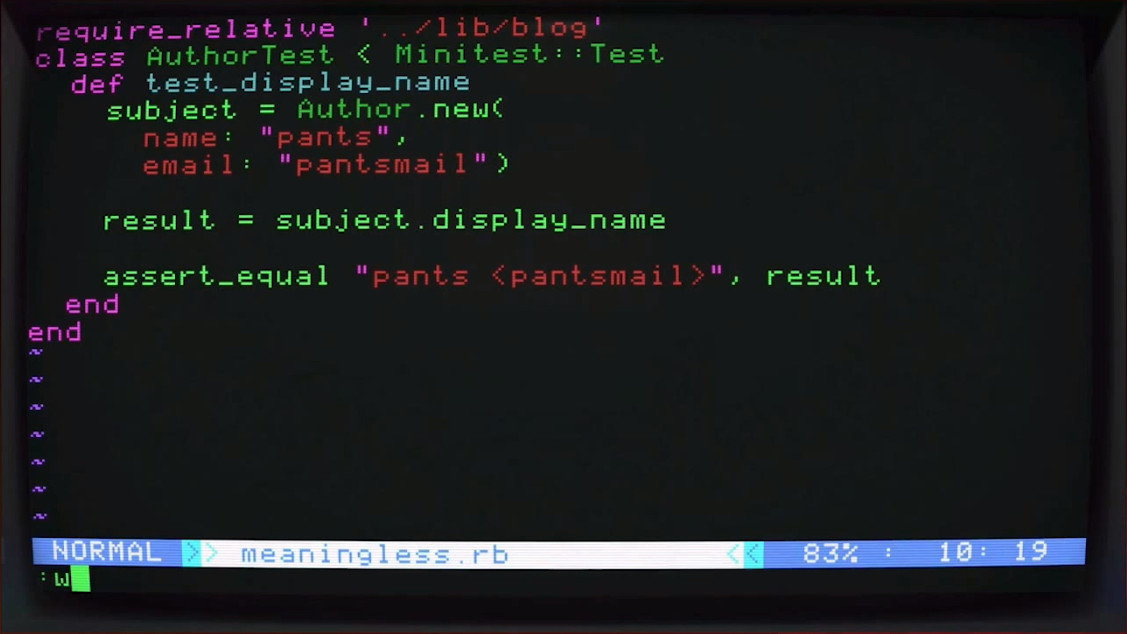 require_relative '../lib/blog'
class AuthorTest < Minitest::Test
def test_display_name
subject = Author.new(
name: "pants",
email: "pantsmail")
result = subject.display_name
assert_equal "pants <pantsmail>", result
end
end
~
~
~
~
~
~
~
NORMAL >> meaningless.rb << 83% : 10: 19
:w